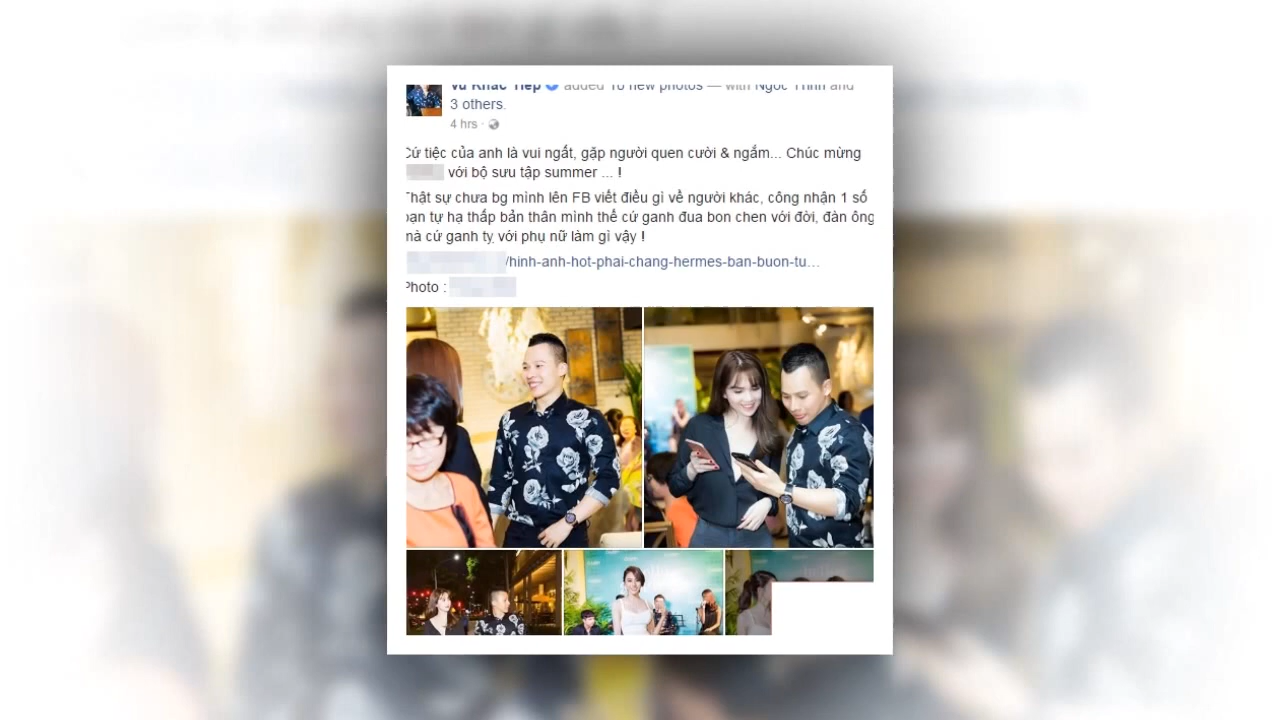 Vũ Khắc Tiệp added 16 new photos — with Ngọc Trinh and
3 others.
4 hrs ·
Cứ tiệc của anh là vui ngất, gặp người quen cười & ngắm... Chúc mừng
với bộ sưu tập summer ... !
Thật sự chưa bg mình lên FB viết điều gì về người khác, công nhận 1 số
bạn tự hạ thấp bản thân mình thế cứ ganh đua bon chen với đời, đàn ông
mà cứ ganh tỵ với phụ nữ làm gì vậy !
/hinh-anh-hot-phai-chang-hermes-ban-buon-tu…
Photo :